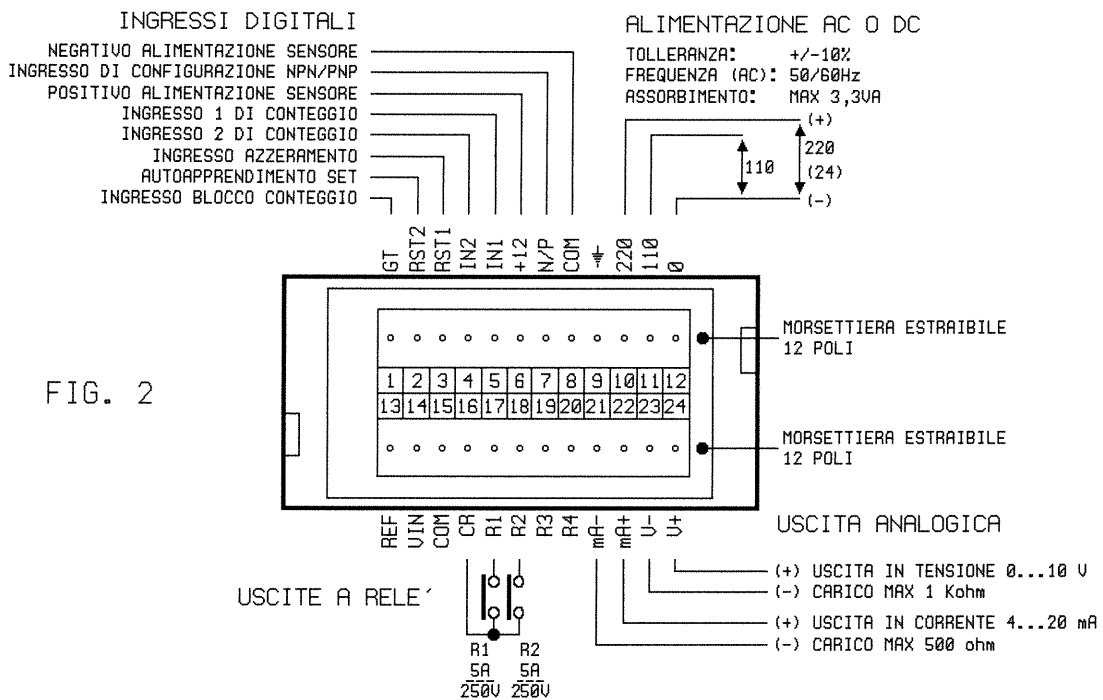 INGRESSI DIGITALI
NEGATIVO ALIMENTAZIONE SENSORE
INGRESSO DI CONFIGURAZIONE NPN/PNP
POSITIVO ALIMENTAZIONE SENSORE
INGRESSO 1 DI CONTEGGIO
INGRESSO 2 DI CONTEGGIO
INGRESSO AZZERAMENTO
AUTOAPPRENDIMENTO SET
INGRESSO BLOCCO CONTEGGIO
ALIMENTAZIONE AC O DC
TOLLERANZA: +/-10%
FREQUENZA (AC): 50/60Hz
ASSORBIMENTO: MAX 3,3VA
(+)
220
110
(24)
(-)
GT RST2 RST1 IN2 IN1 +12 N/P COM 220 110 0
MORSETTIERA ESTRAIBILE
12 POLI
FIG. 2
1 2 3 4 5 6 7 8 9 10 11 12
13 14 15 16 17 18 19 20 21 22 23 24
MORSETTIERA ESTRAIBILE
12 POLI
REF VIN COM CR R1 R2 R3 R4 mA- mA+ V- V+
USCITA ANALOGICA
(+) USCITA IN TENSIONE 0...10 V
(-) CARICO MAX 1 Kohm
(+) USCITA IN CORRENTE 4...20 mA
(-) CARICO MAX 500 ohm
USCITE A RELE´
R1 R2
5A 5A
250V 250V